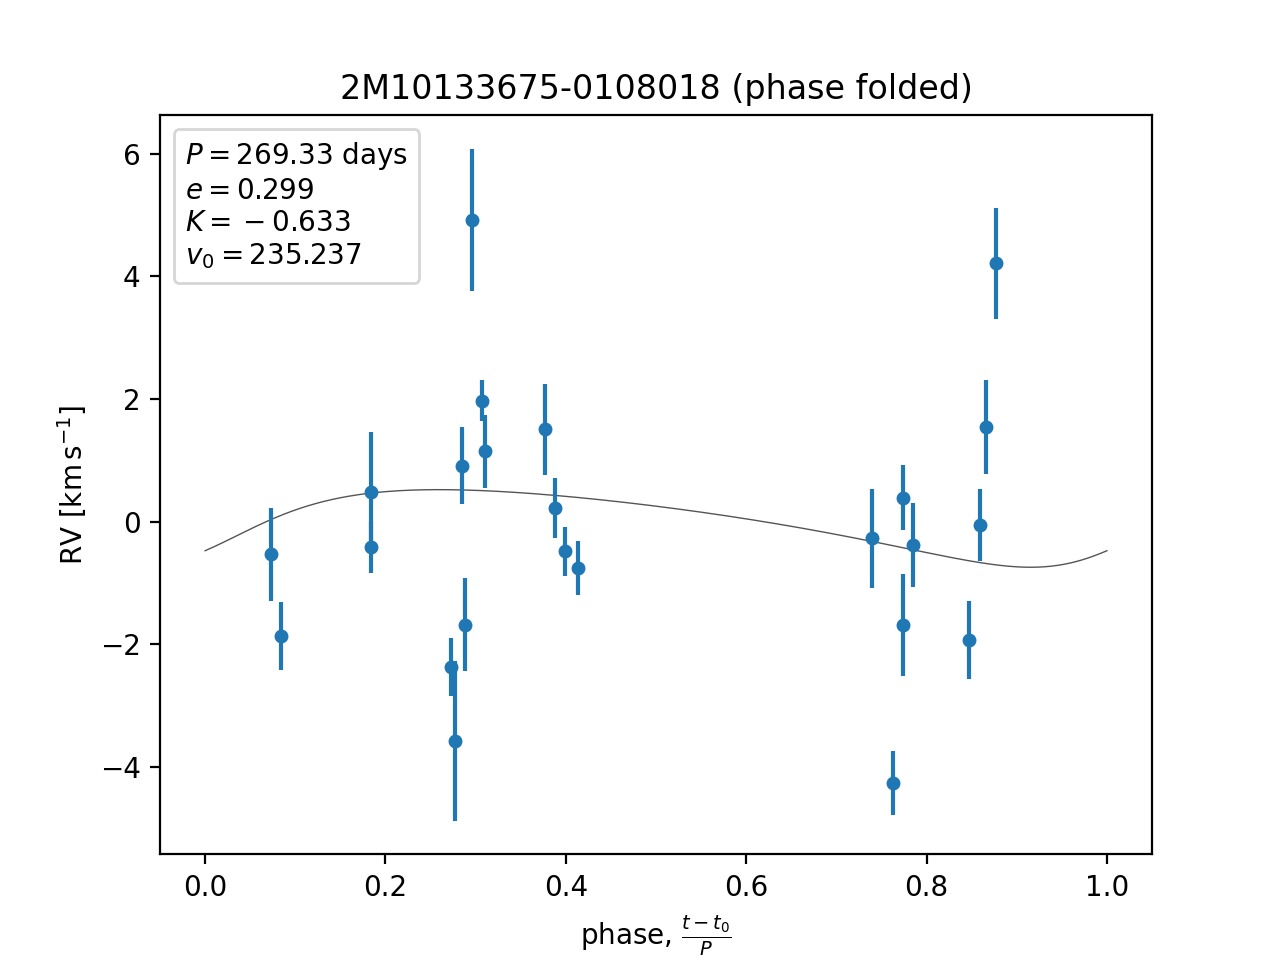 2M10133675-0108018 (phase folded)
P = 269.33 days
e = 0.299
K = −0.633
v₀ = 235.237
6
4
2
0
−2
−4
RV [km s⁻¹]
0.0 0.2 0.4 0.6 0.8 1.0
phase, (t − t₀)/P